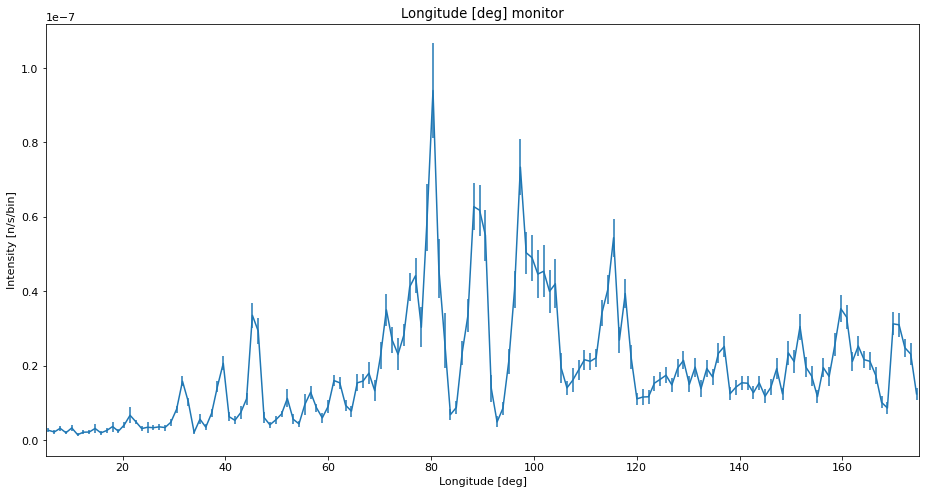 Longitude [deg] monitor
1e−7
1.0
0.8
0.6
0.4
0.2
0.0
Intensity [n/s/bin]
20 40 60 80 100 120 140 160
Longitude [deg]